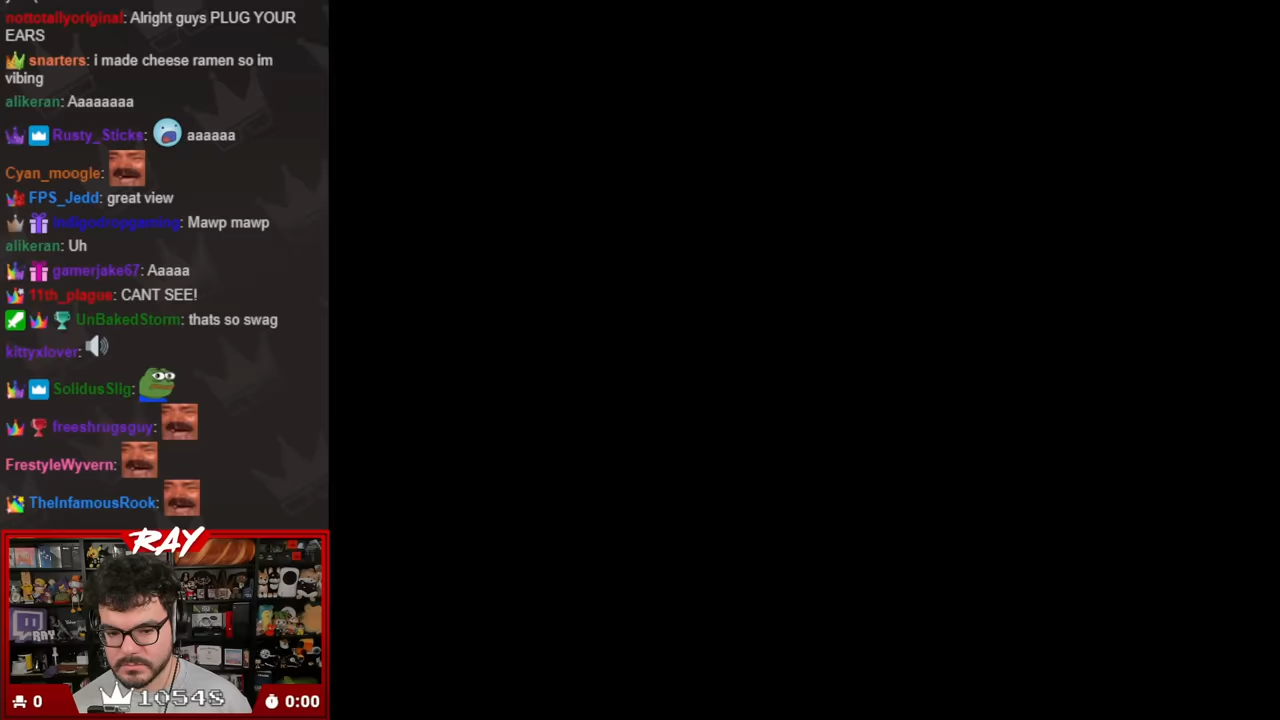 nottotallyoriginal: Alright guys PLUG YOUR
EARS
snarters: i made cheese ramen so im
vibing
alikeran: Aaaaaaaa
Rusty_Sticks: aaaaaa
Cyan_moogle:
FPS_Jedd: great view
indigodropgaming: Mawp mawp
alikeran: Uh
gamerjake67: Aaaaa
11th_plague: CANT SEE!
UnBakedStorm: thats so swag
kittyxlover:
SolidusSlig:
freeshrugsguy:
FrestyleWyvern:
TheInfamousRook:
RAY
RAY
0
10548
0:00